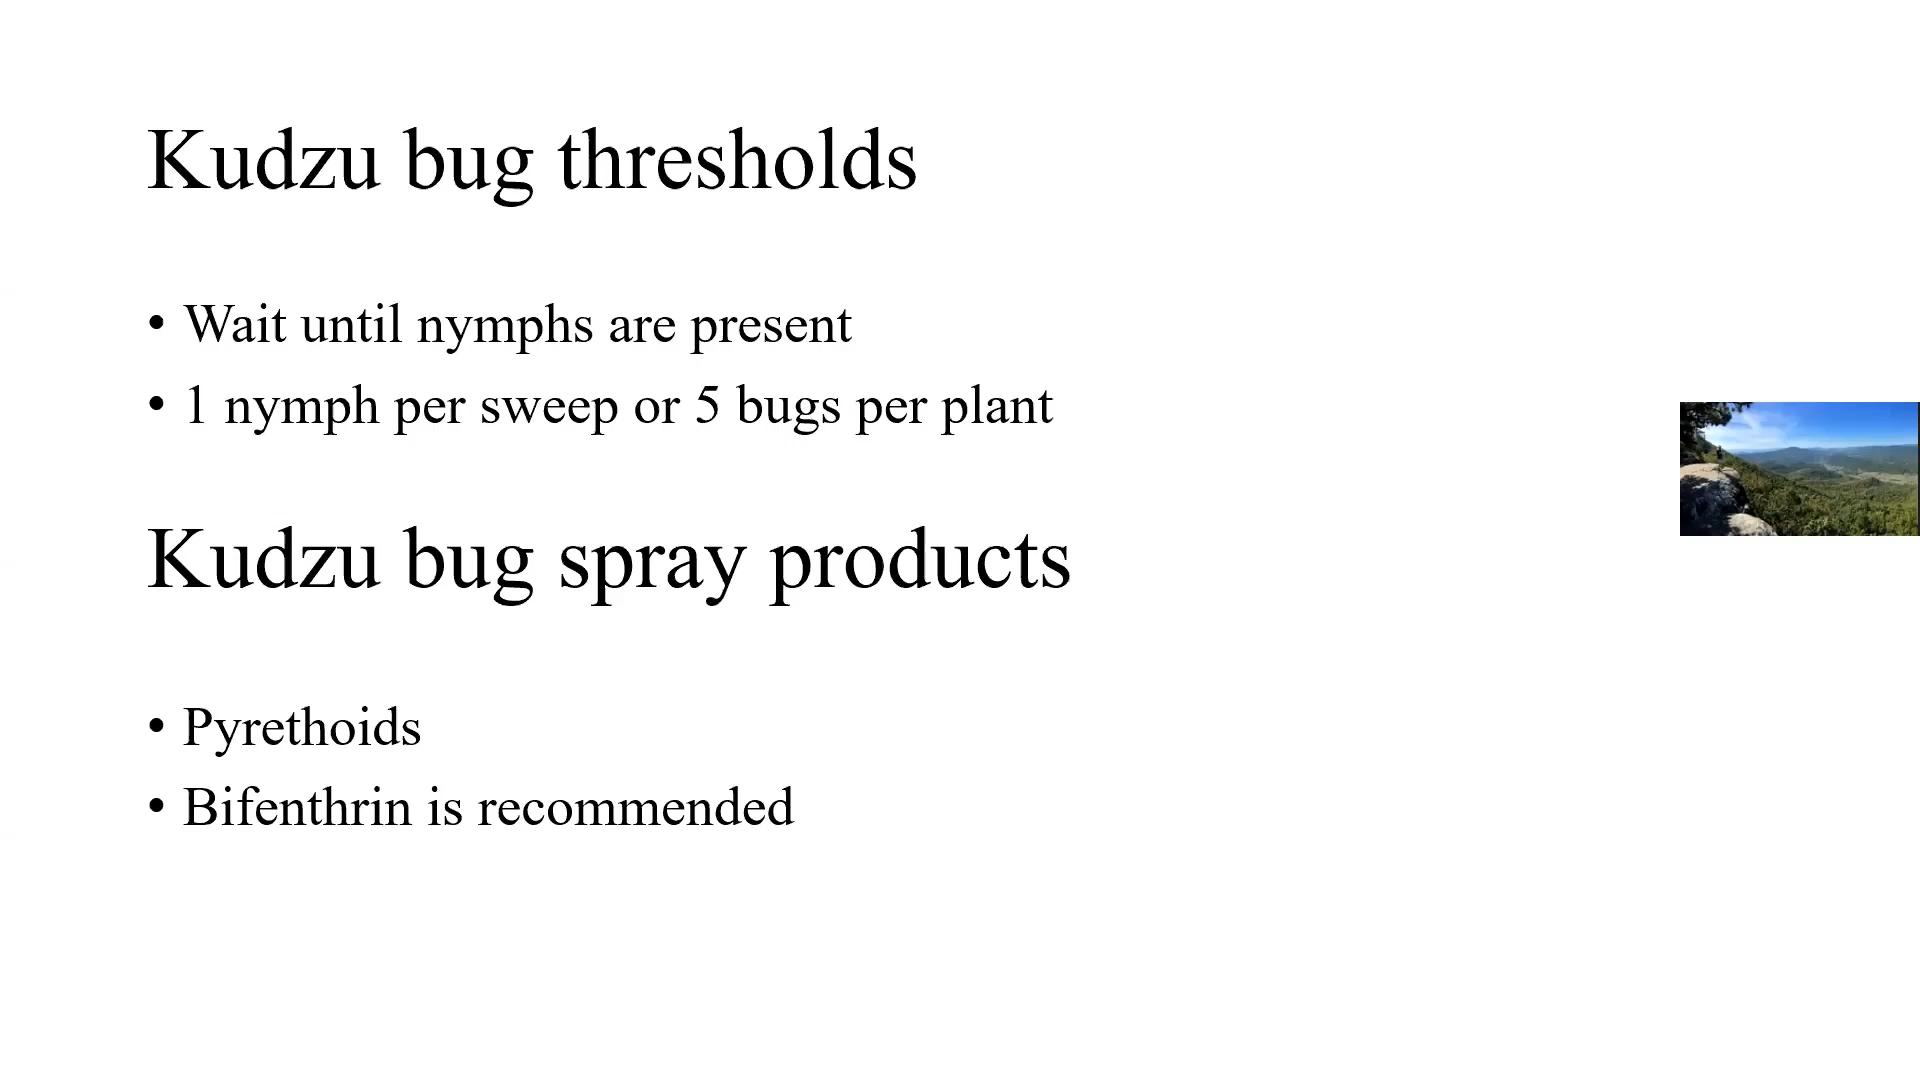 Kudzu bug thresholds
• Wait until nymphs are present
• 1 nymph per sweep or 5 bugs per plant
Kudzu bug spray products
• Pyrethoids
• Bifenthrin is recommended